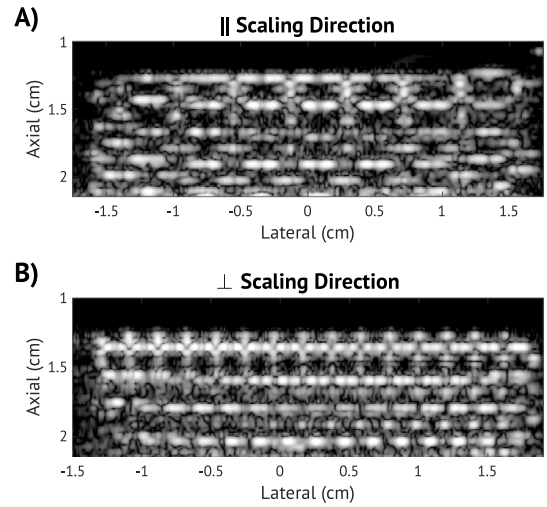 A)
|| Scaling Direction
1
1.5
2
Axial (cm)
-1.5 -1 -0.5 0 0.5 1 1.5
Lateral (cm)
B)
⊥ Scaling Direction
1
1.5
2
Axial (cm)
-1.5 -1 -0.5 0 0.5 1 1.5
Lateral (cm)